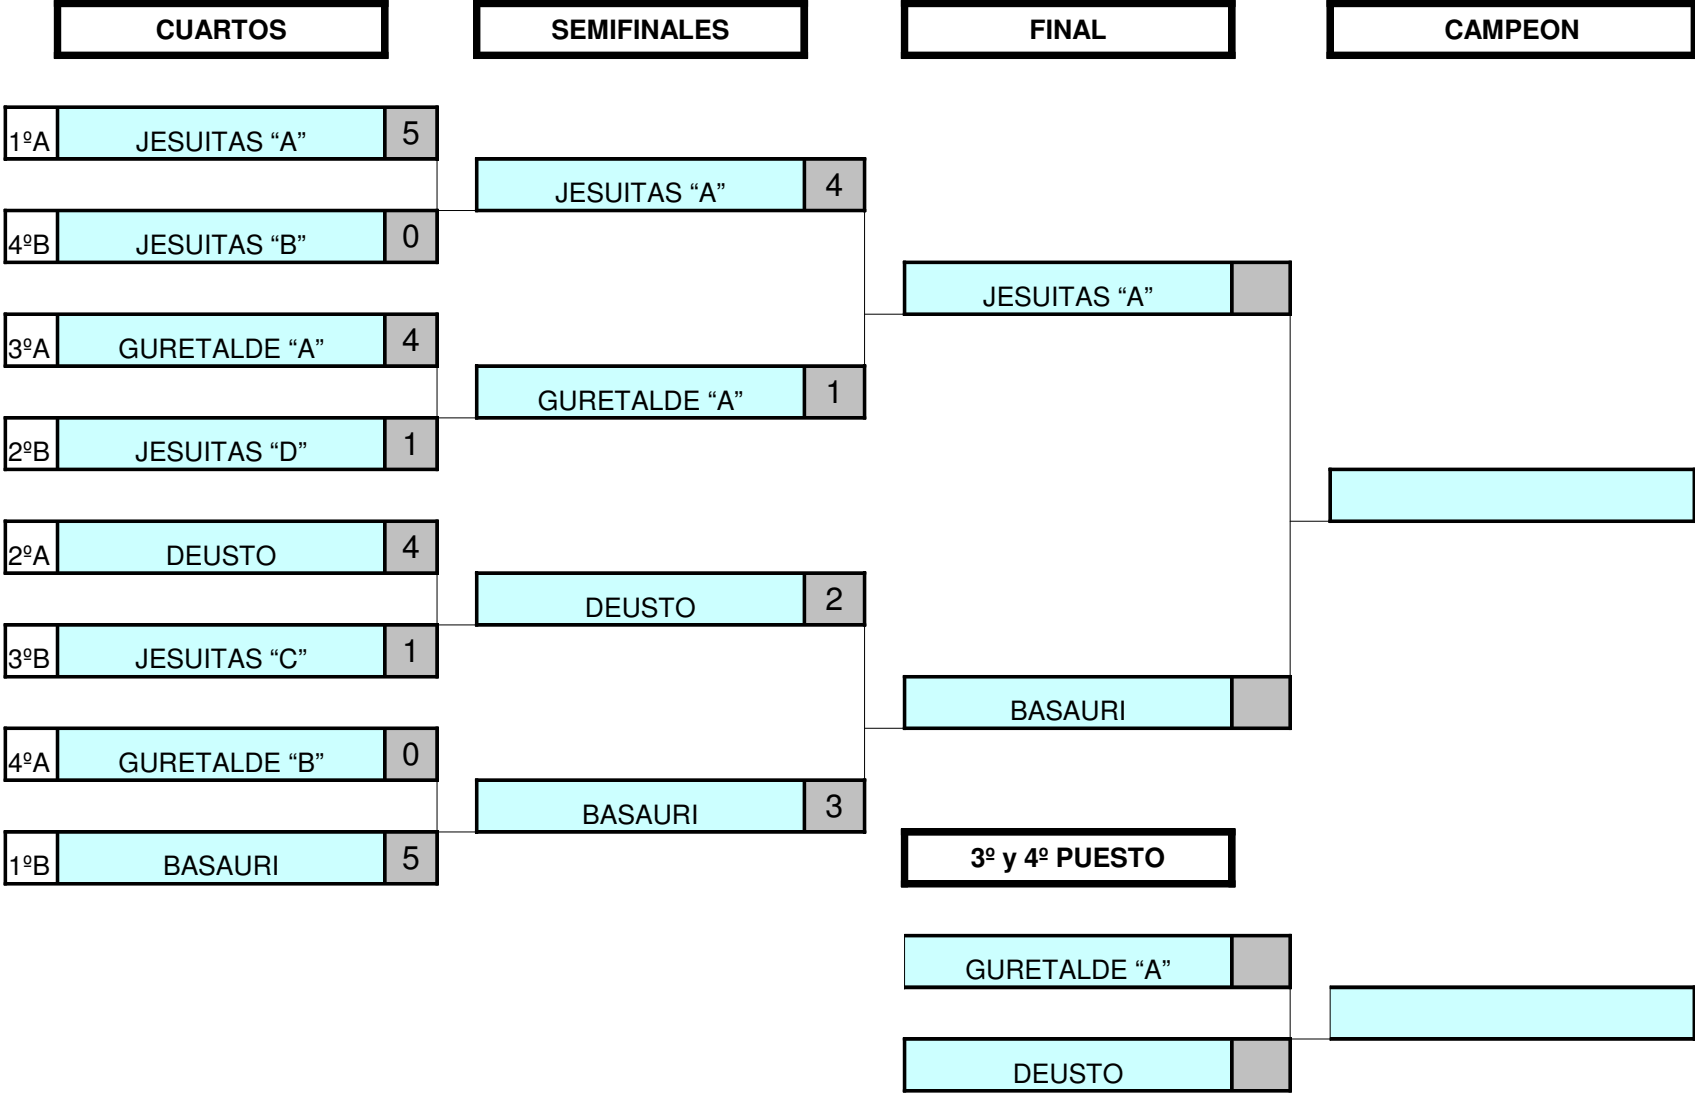 CUARTOS SEMIFINALES FINAL CAMPEON
1ºA JESUITAS “A” 5
JESUITAS “A” 4
4ºB JESUITAS “B” 0
JESUITAS “A”
3ºA GURETALDE “A” 4
GURETALDE “A” 1
2ºB JESUITAS “D” 1
2ºA DEUSTO 4
DEUSTO 2
3ºB JESUITAS “C” 1
BASAURI
4ºA GURETALDE “B” 0
BASAURI 3
1ºB BASAURI 5
3º y 4º PUESTO
GURETALDE “A”
DEUSTO